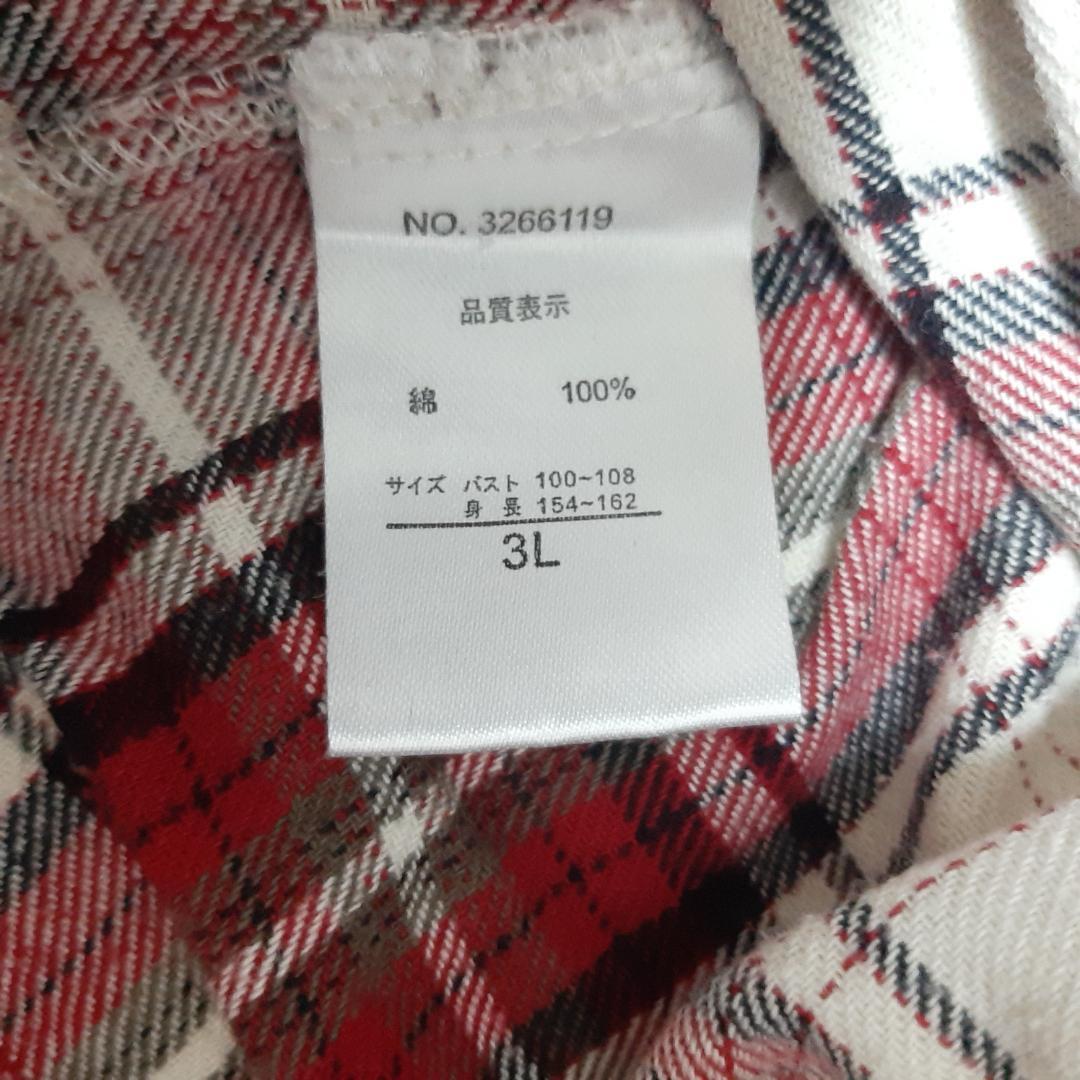 NO. 3266119
品質表示
綿 100%
サイズ バスト 100~108
身 長 154~162
3L